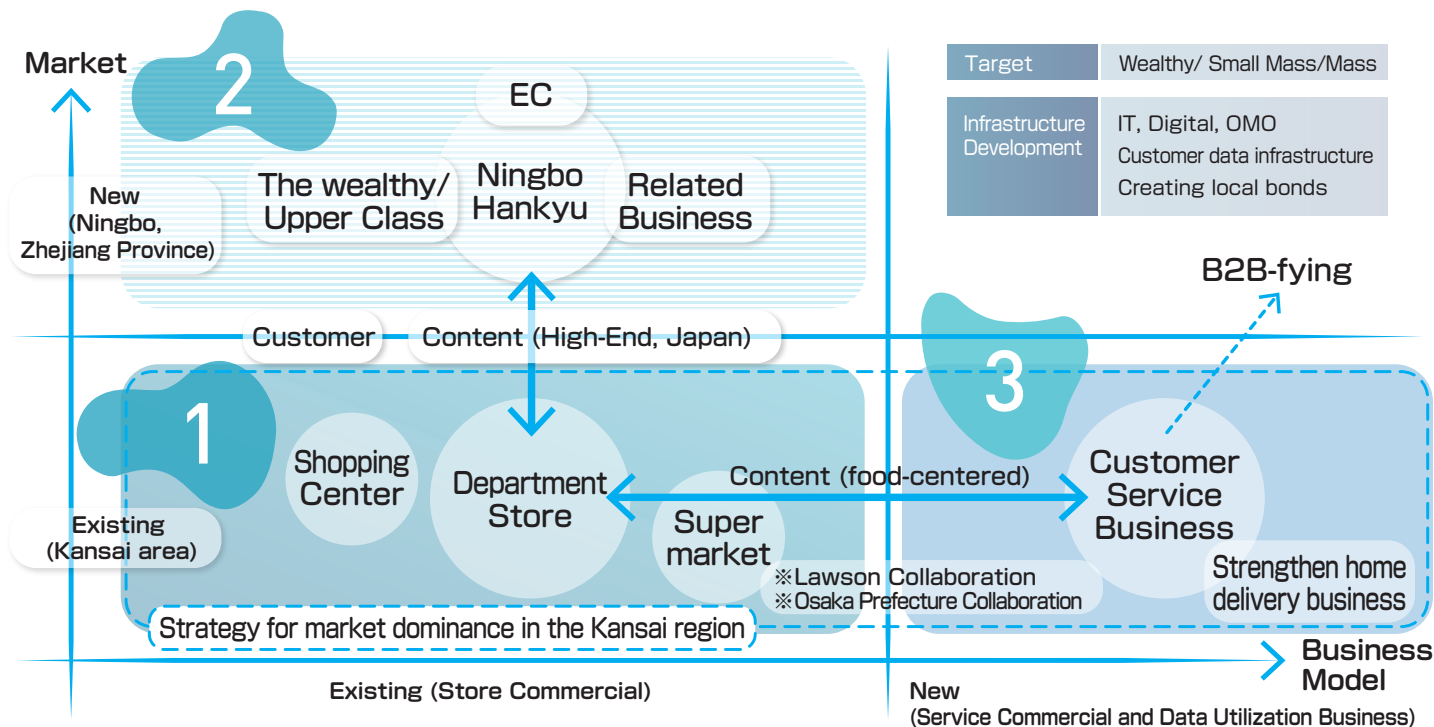 Market
2
EC
The wealthy/
Upper Class
Ningbo
Hankyu
Related
Business
New
(Ningbo,
Zhejiang Province)
Target
Wealthy/ Small Mass/Mass
Infrastructure
Development
IT, Digital, OMO
Customer data infrastructure
Creating local bonds
B2B-fying
Customer
Content (High-End, Japan)
1
3
Shopping
Center
Department
Store
Super
market
Content (food-centered)
Customer
Service
Business
Existing
(Kansai area)
※Lawson Collaboration
※Osaka Prefecture Collaboration
Strengthen home
delivery business
Strategy for market dominance in the Kansai region
Business
Model
Existing (Store Commercial)
New
(Service Commercial and Data Utilization Business)